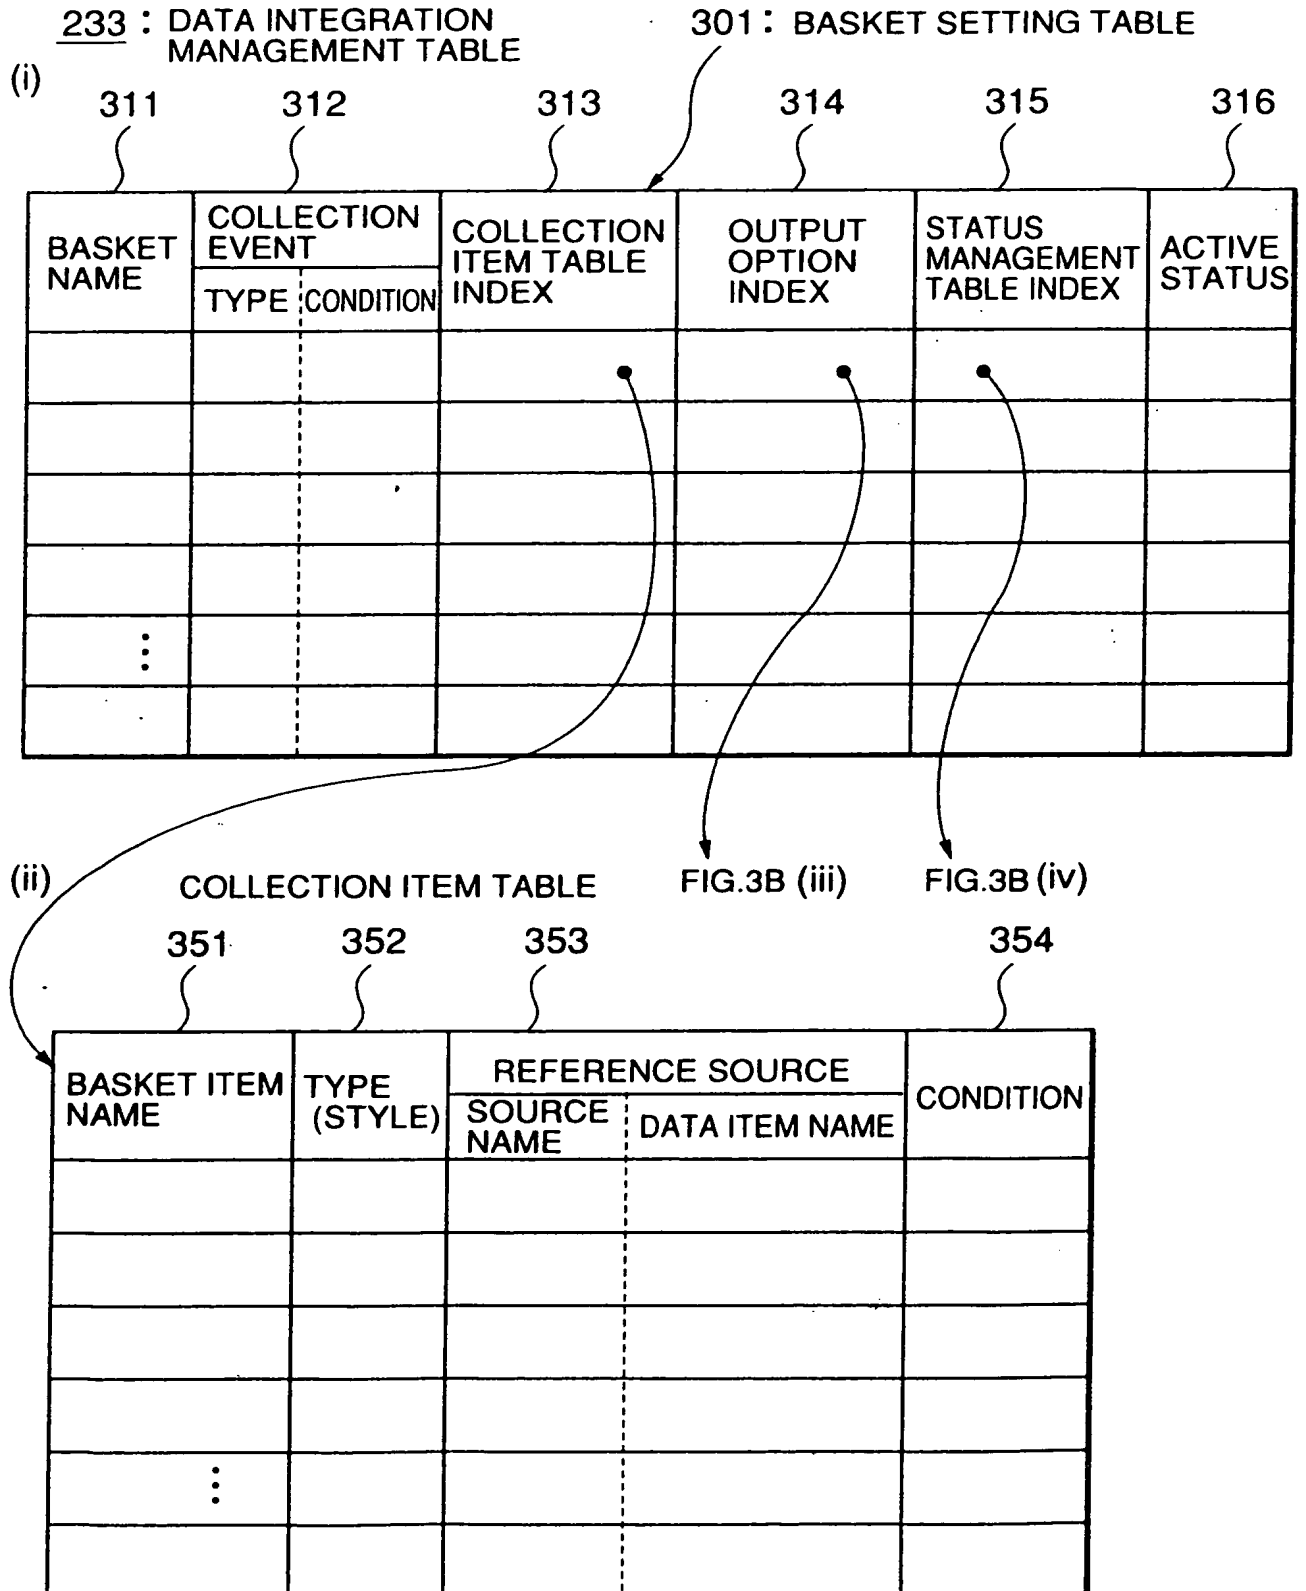 233 : DATA INTEGRATION
MANAGEMENT TABLE
301 : BASKET SETTING TABLE
(i)
311 312 313 314 315 316
BASKET
NAME
COLLECTION
EVENT
TYPE CONDITION
COLLECTION
ITEM TABLE
INDEX
OUTPUT
OPTION
INDEX
STATUS
MANAGEMENT
TABLE INDEX
ACTIVE
STATUS
FIG.3B (iii)
FIG.3B (iv)
(ii)
COLLECTION ITEM TABLE
351 352 353 354
BASKET ITEM
NAME
TYPE
(STYLE)
REFERENCE SOURCE
SOURCE
NAME
DATA ITEM NAME
CONDITION